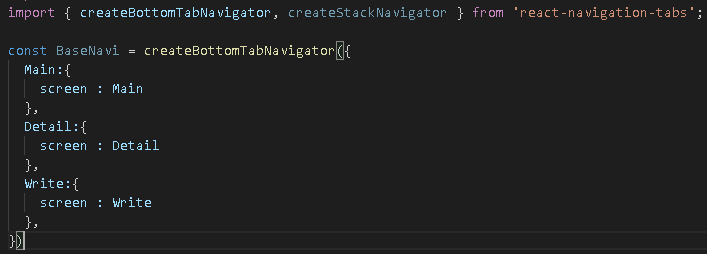 import { createBottomTabNavigator, createStackNavigator } from 'react-navigation-tabs';
const BaseNavi = createBottomTabNavigator({
Main:{
screen : Main
},
Detail:{
screen : Detail
},
Write:{
screen : Write
},
})